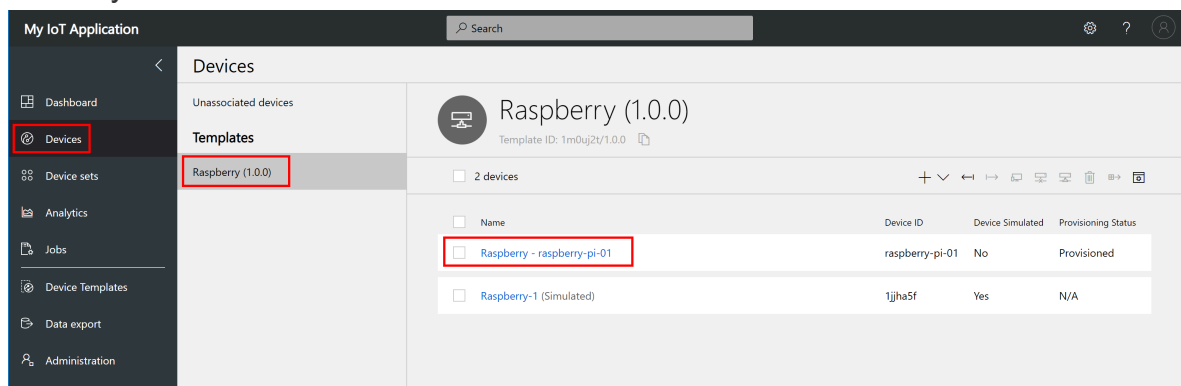 My IoT Application
Search
?
Devices
Dashboard
Devices
Device sets
Analytics
Jobs
Device Templates
Data export
Administration
Unassociated devices
Templates
Raspberry (1.0.0)
Raspberry (1.0.0)
Template ID: 1m0uj2t/1.0.0
2 devices
Name Device ID Device Simulated Provisioning Status
Raspberry - raspberry-pi-01 raspberry-pi-01 No Provisioned
Raspberry-1 (Simulated) 1jjha5f Yes N/A